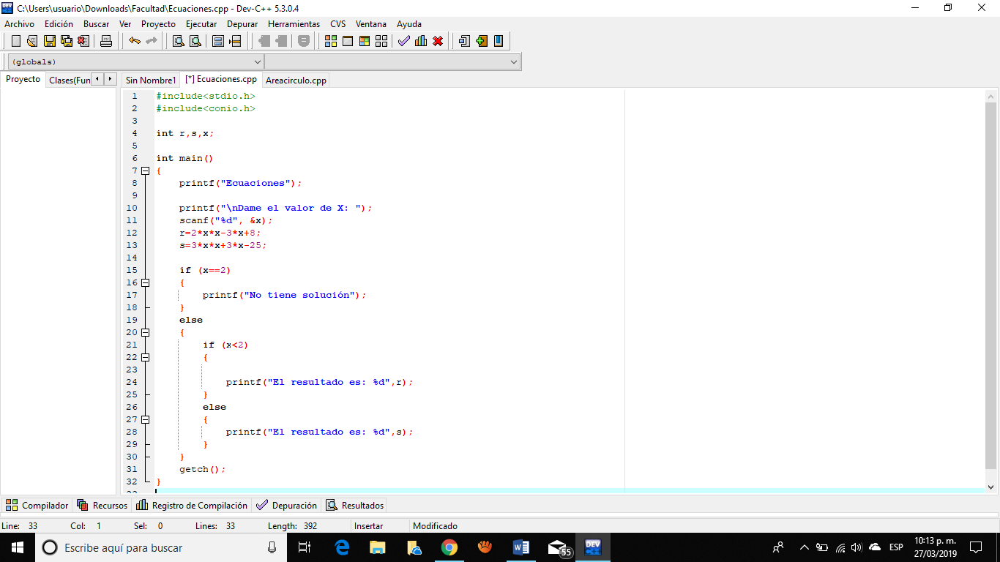 C:\Users\usuario\Downloads\Facultad\Ecuaciones.cpp - Dev-C++ 5.3.0.4
Archivo Edición Buscar Ver Proyecto Ejecutar Depurar Herramientas CVS Ventana Ayuda
(globals)
Proyecto Clases(Fun Sin Nombre1 [*] Ecuaciones.cpp Areacirculo.cpp
1 #include<stdio.h>
2 #include<conio.h>
3
4 int r,s,x;
5
6 int main()
7 {
8 printf("Ecuaciones");
9
10 printf("\nDame el valor de X: ");
11 scanf("%d", &x);
12 r=2*x*x-3*x+8;
13 s=3*x*x+3*x-25;
14
15 if (x==2)
16 {
17 printf("No tiene solución");
18 }
19 else
20 {
21 if (x<2)
22 {
23
24 printf("El resultado es: %d",r);
25 }
26 else
27 {
28 printf("El resultado es: %d",s);
29 }
30 }
31 getch();
32 }
Compilador Recursos Registro de Compilación Depuración Resultados
Line: 33 Col: 1 Sel: 0 Lines: 33 Length: 392 Insertar Modificado
Escribe aquí para buscar 55 DEV ESP 10:13 p. m.
27/03/2019